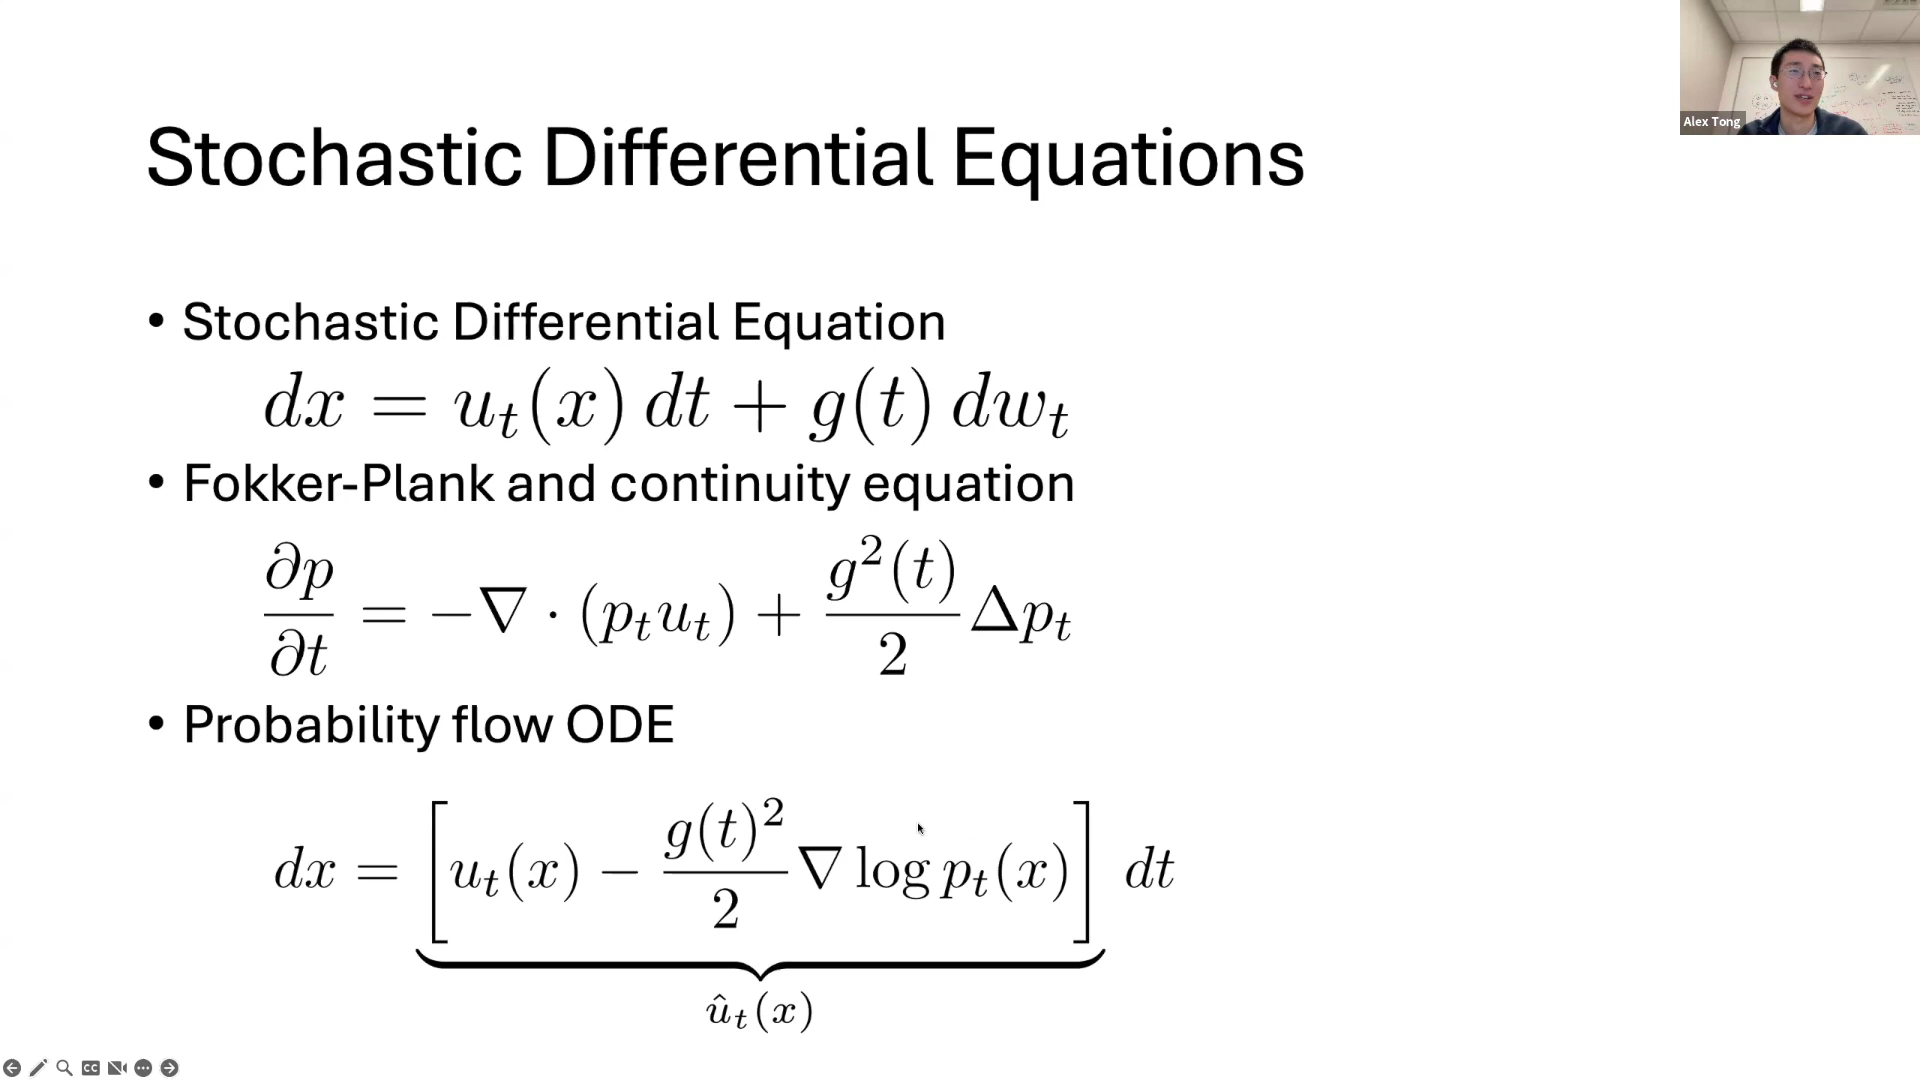 Alex Tong
Stochastic Differential Equations
• Stochastic Differential Equation
dx = u_t(x) dt + g(t) dw_t
• Fokker-Plank and continuity equation
∂p/∂t = −∇ · (p_t u_t) + g²(t)/2 Δp_t
• Probability flow ODE
dx = [u_t(x) − g(t)²/2 ∇ log p_t(x)] dt
û_t(x)
CC